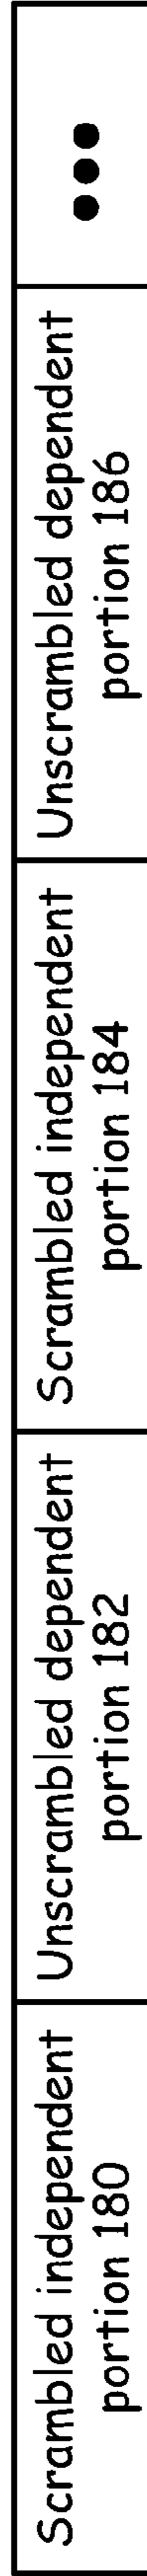 Scrambled independent
portion 180
Unscrambled dependent
portion 182
Scrambled independent
portion 184
Unscrambled dependent
portion 186
•••